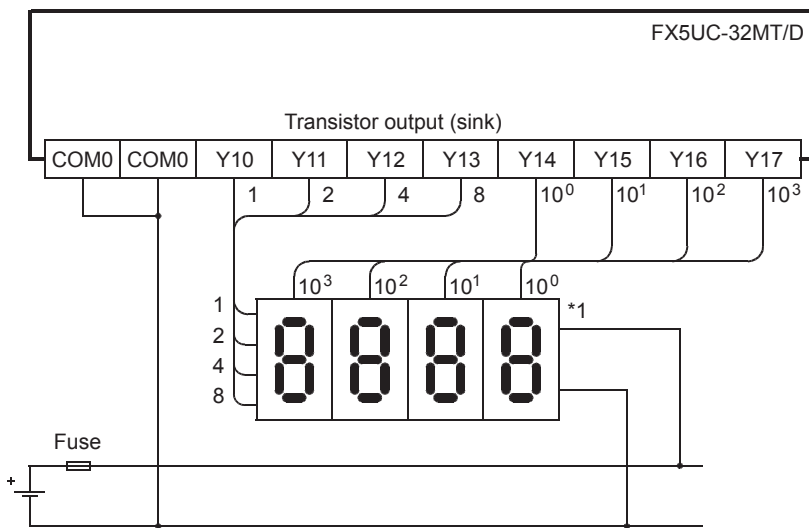 FX5UC-32MT/D
Transistor output (sink)
COM0 COM0 Y10 Y11 Y12 Y13 Y14 Y15 Y16 Y17
1 2 4 8 10⁰ 10¹ 10² 10³
10³ 10² 10¹ 10⁰
*1
1
2
4
8
Fuse
+